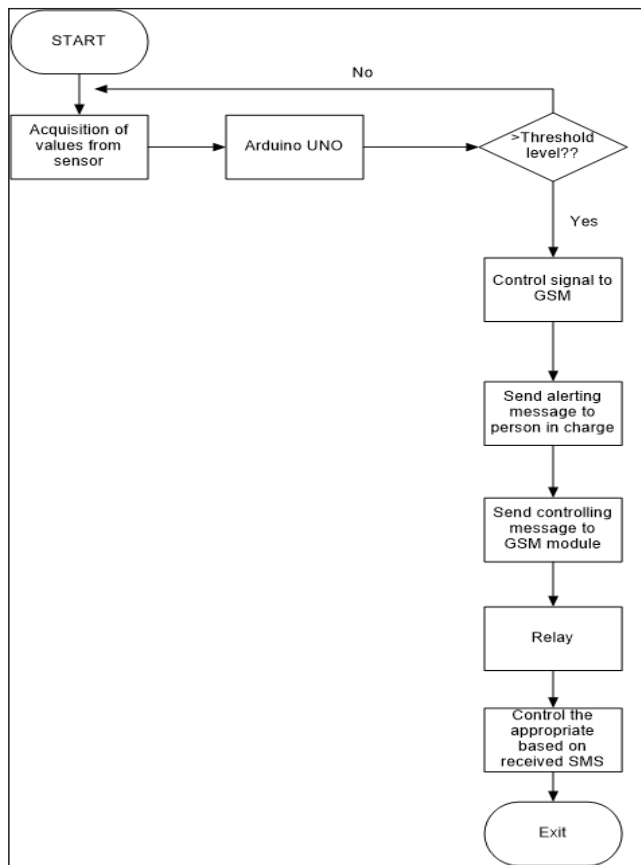 START
No
Acquisition of
values from
sensor
Arduino UNO
>Threshold
level??
Yes
Control signal to
GSM
Send alerting
message to
person in charge
Send controlling
message to
GSM module
Relay
Control the
appropriate
based on
received SMS
Exit